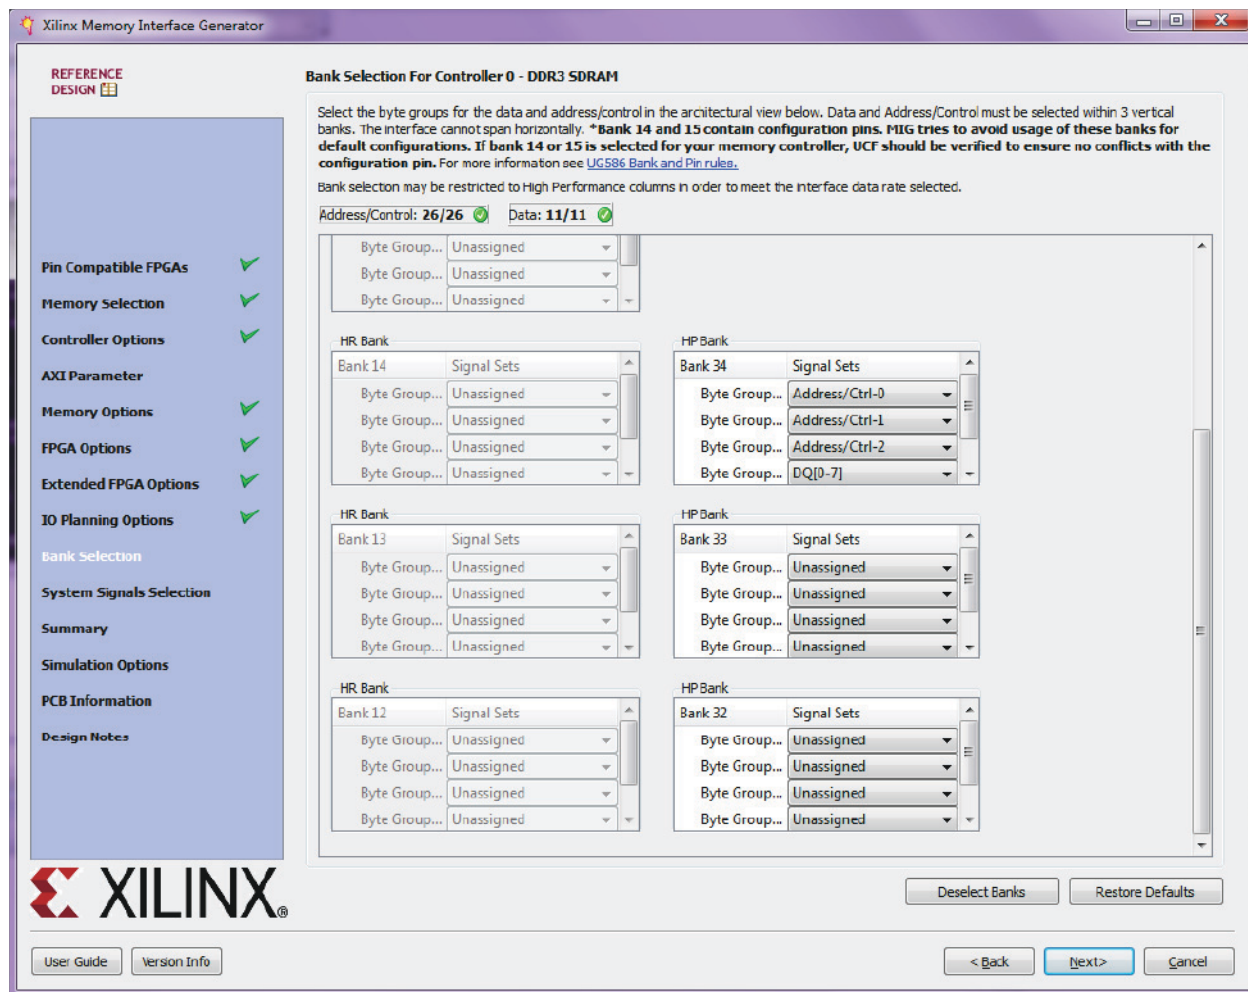 Xilinx Memory Interface Generator
REFERENCE
DESIGN
Pin Compatible FPGAs
Memory Selection
Controller Options
AXI Parameter
Memory Options
FPGA Options
Extended FPGA Options
IO Planning Options
Bank Selection
System Signals Selection
Summary
Simulation Options
PCB Information
Design Notes
XILINX®
Bank Selection For Controller 0 - DDR3 SDRAM
Select the byte groups for the data and address/control in the architectural view below. Data and Address/Control must be selected within 3 vertical
banks. The interface cannot span horizontally. *Bank 14 and 15 contain configuration pins. MIG tries to avoid usage of these banks for
default configurations. If bank 14 or 15 is selected for your memory controller, UCF should be verified to ensure no conflicts with the
configuration pin. For more information see UG586 Bank and Pin rules.
Bank selection may be restricted to High Performance columns in order to meet the interface data rate selected.
Address/Control: 26/26 Data: 11/11
Byte Group... Unassigned
Byte Group... Unassigned
Byte Group... Unassigned
HR Bank
Bank 14 Signal Sets
Byte Group... Unassigned
Byte Group... Unassigned
Byte Group... Unassigned
Byte Group... Unassigned
HP Bank
Bank 34 Signal Sets
Byte Group... Address/Ctrl-0
Byte Group... Address/Ctrl-1
Byte Group... Address/Ctrl-2
Byte Group... DQ[0-7]
HR Bank
Bank 13 Signal Sets
Byte Group... Unassigned
Byte Group... Unassigned
Byte Group... Unassigned
Byte Group... Unassigned
HP Bank
Bank 33 Signal Sets
Byte Group... Unassigned
Byte Group... Unassigned
Byte Group... Unassigned
Byte Group... Unassigned
HR Bank
Bank 12 Signal Sets
Byte Group... Unassigned
Byte Group... Unassigned
Byte Group... Unassigned
Byte Group... Unassigned
HP Bank
Bank 32 Signal Sets
Byte Group... Unassigned
Byte Group... Unassigned
Byte Group... Unassigned
Byte Group... Unassigned
Deselect Banks Restore Defaults
User Guide Version Info < Back Next> Cancel